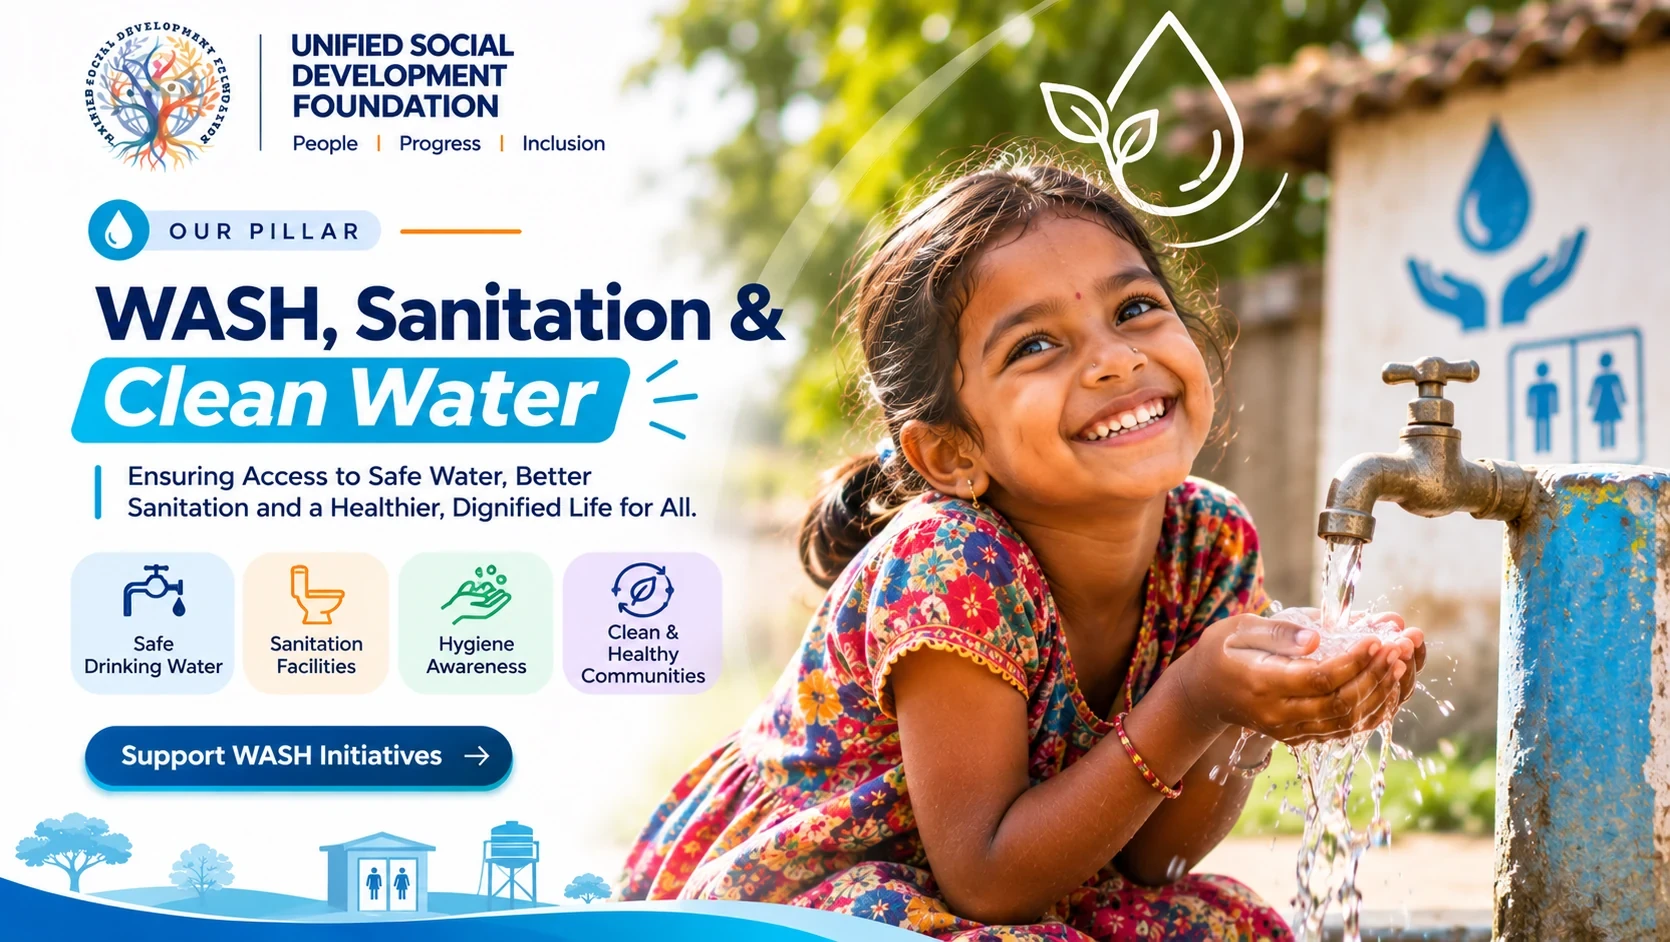 UNIFIED SOCIAL
DEVELOPMENT
FOUNDATION
People | Progress | Inclusion
OUR PILLAR
WASH, Sanitation &
Clean Water
Ensuring Access to Safe Water, Better
Sanitation and a Healthier, Dignified Life for All.
Safe
Drinking Water
Sanitation
Facilities
Hygiene
Awareness
Clean &
Healthy
Communities
Support WASH Initiatives →